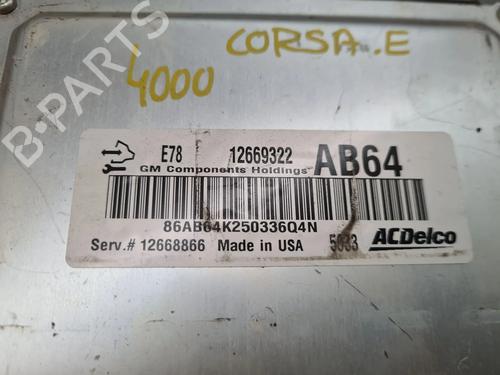 CORSA.E
4000
B-PARTS
E78 12669322 AB64
GM Components Holdings
86AB64K250336Q4N
Serv.# 12668866 Made in USA 5033 ACDelco